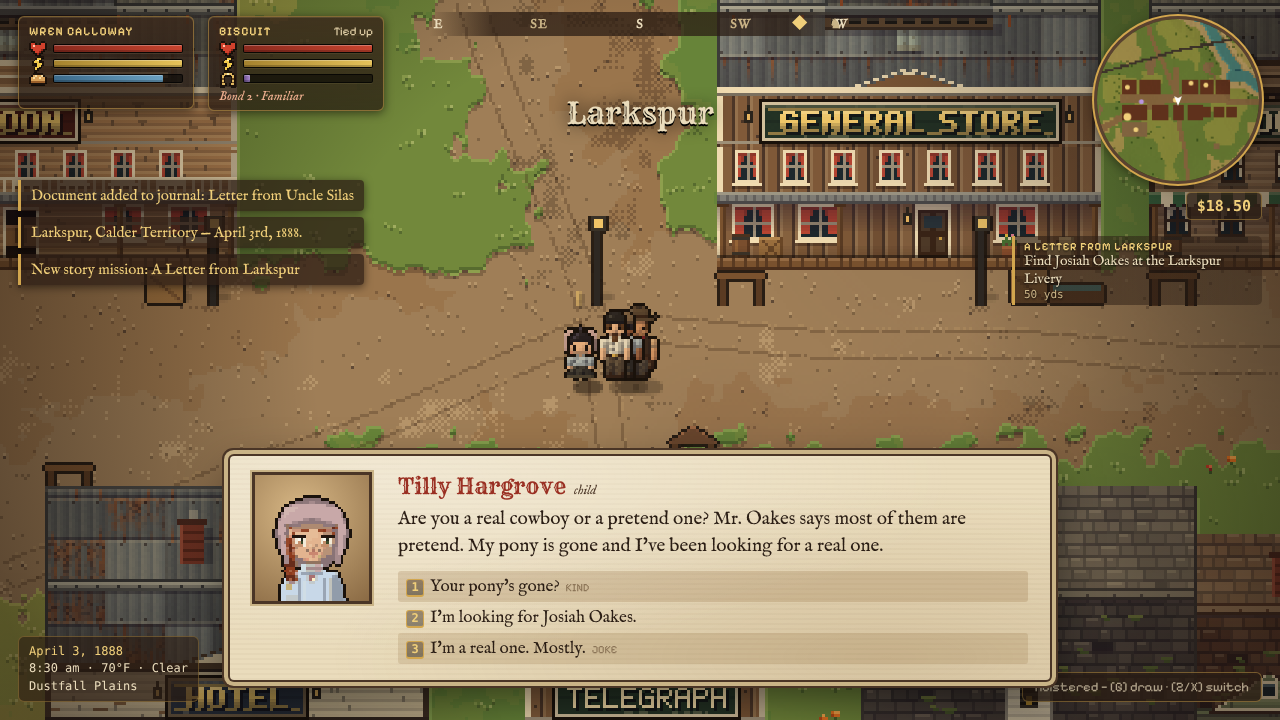 WREN CALLOWAY
BISCUIT
Tied up
Bond 2 · Familiar
E
SE
S
SW
W
Larkspur
GENERAL STORE
$18.50
A LETTER FROM LARKSPUR
Find Josiah Oakes at the Larkspur
Livery
50 yds
Document added to journal: Letter from Uncle Silas
Larkspur, Calder Territory — April 3rd, 1888.
New story mission: A Letter from Larkspur
Tilly Hargrove child
Are you a real cowboy or a pretend one? Mr. Oakes says most of them are
pretend. My pony is gone and I've been looking for a real one.
1 Your pony's gone? KIND
2 I'm looking for Josiah Oakes.
3 I'm a real one. Mostly. JOKE
April 3, 1888
8:30 am · 70°F · Clear
Dustfall Plains
HOTEL
TELEGRAPH
(G) draw · (Z/X) switch